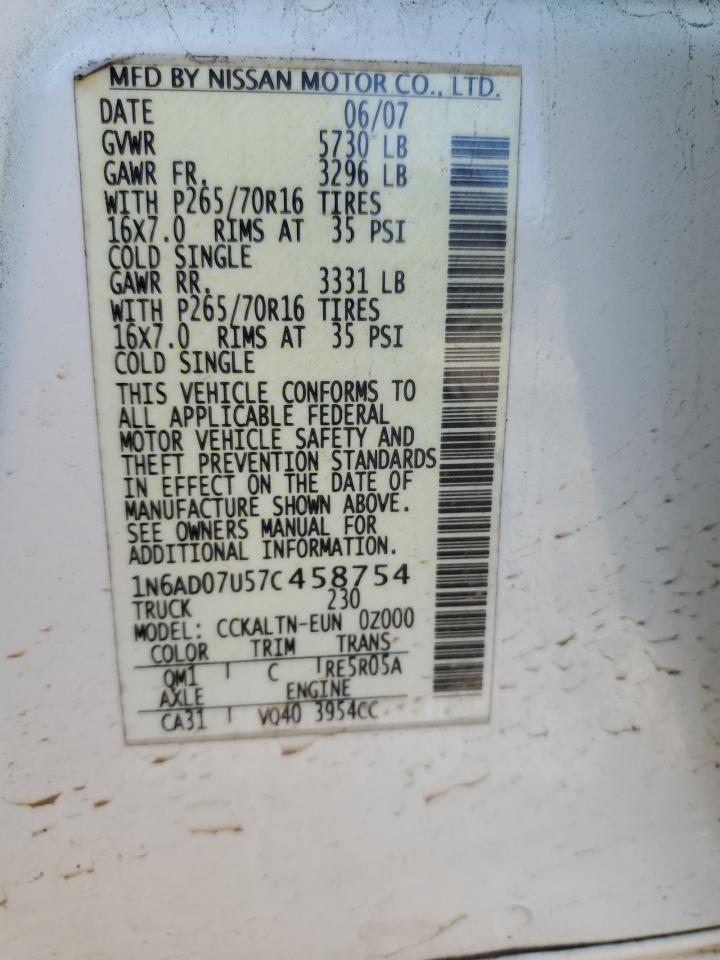 MFD BY NISSAN MOTOR CO., LTD.
DATE 06/07
GVWR 5730 LB
GAWR FR. 3296 LB
WITH P265/70R16 TIRES
16X7.0 RIMS AT 35 PSI
COLD SINGLE
GAWR RR. 3331 LB
WITH P265/70R16 TIRES
16X7.0 RIMS AT 35 PSI
COLD SINGLE
THIS VEHICLE CONFORMS TO
ALL APPLICABLE FEDERAL
MOTOR VEHICLE SAFETY AND
THEFT PREVENTION STANDARDS
IN EFFECT ON THE DATE OF
MANUFACTURE SHOWN ABOVE.
SEE OWNERS MANUAL FOR
ADDITIONAL INFORMATION.
1N6AD07U57C458754
TRUCK 230
MODEL: CCKALTN-EUN 0Z000
COLOR TRIM TRANS
QM1 C RE5R05A
AXLE ENGINE
CA31 VQ40 3954CC